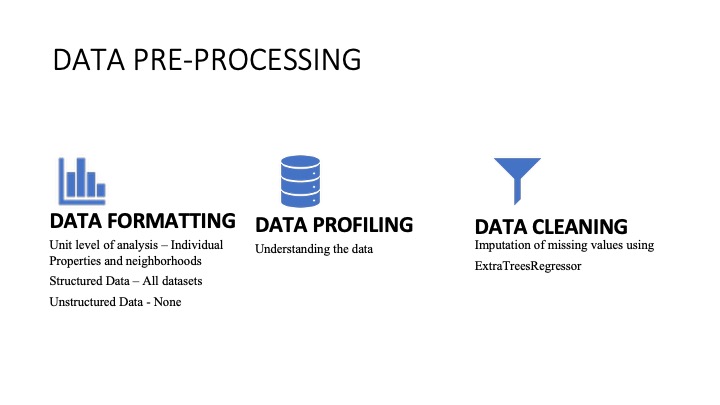 DATA PRE-PROCESSING
DATA FORMATTING
Unit level of analysis – Individual
Properties and neighborhoods
Structured Data – All datasets
Unstructured Data - None
DATA PROFILING
Understanding the data
DATA CLEANING
Imputation of missing values using
ExtraTreesRegressor